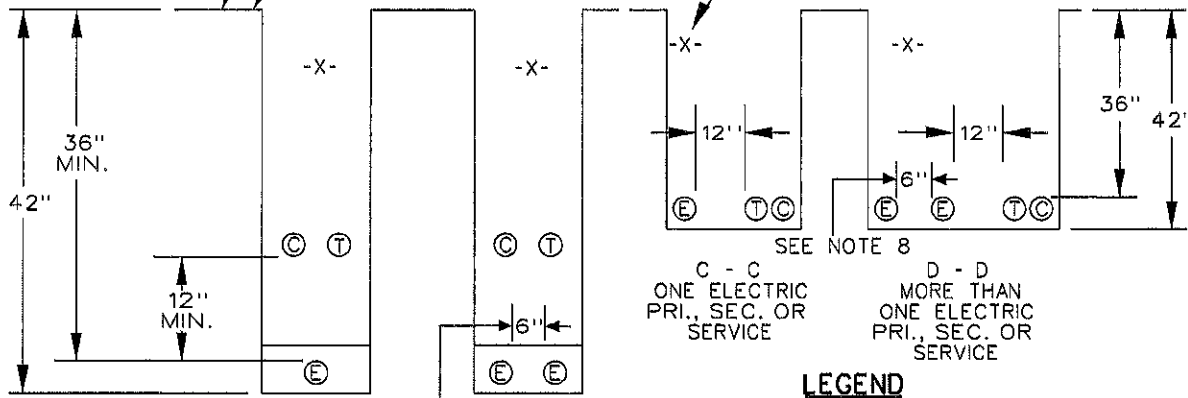 -X-
-X-
-X-
-X-
36"
MIN.
42"
12"
MIN.
C T
E
C T
6"
E E
12"
E T C
12"
6"
E E T C
36"
42"
SEE NOTE 8
C - C
ONE ELECTRIC
PRI., SEC. OR
SERVICE
D - D
MORE THAN
ONE ELECTRIC
PRI., SEC. OR
SERVICE
LEGEND